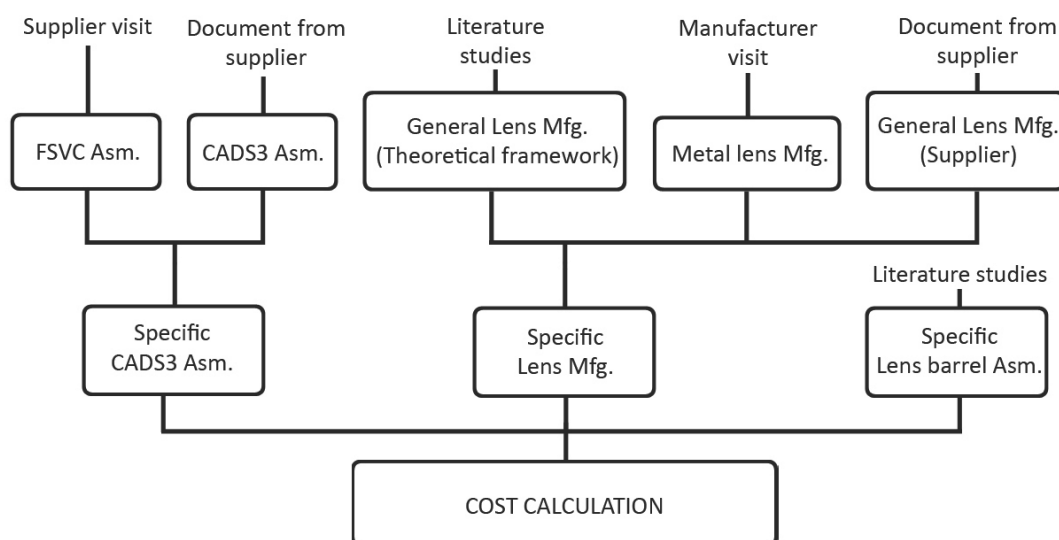 Supplier visit
Document from
supplier
Literature
studies
Manufacturer
visit
Document from
supplier
FSVC Asm.
CADS3 Asm.
General Lens Mfg.
(Theoretical framework)
Metal lens Mfg.
General Lens Mfg.
(Supplier)
Literature studies
Specific
CADS3 Asm.
Specific
Lens Mfg.
Specific
Lens barrel Asm.
COST CALCULATION